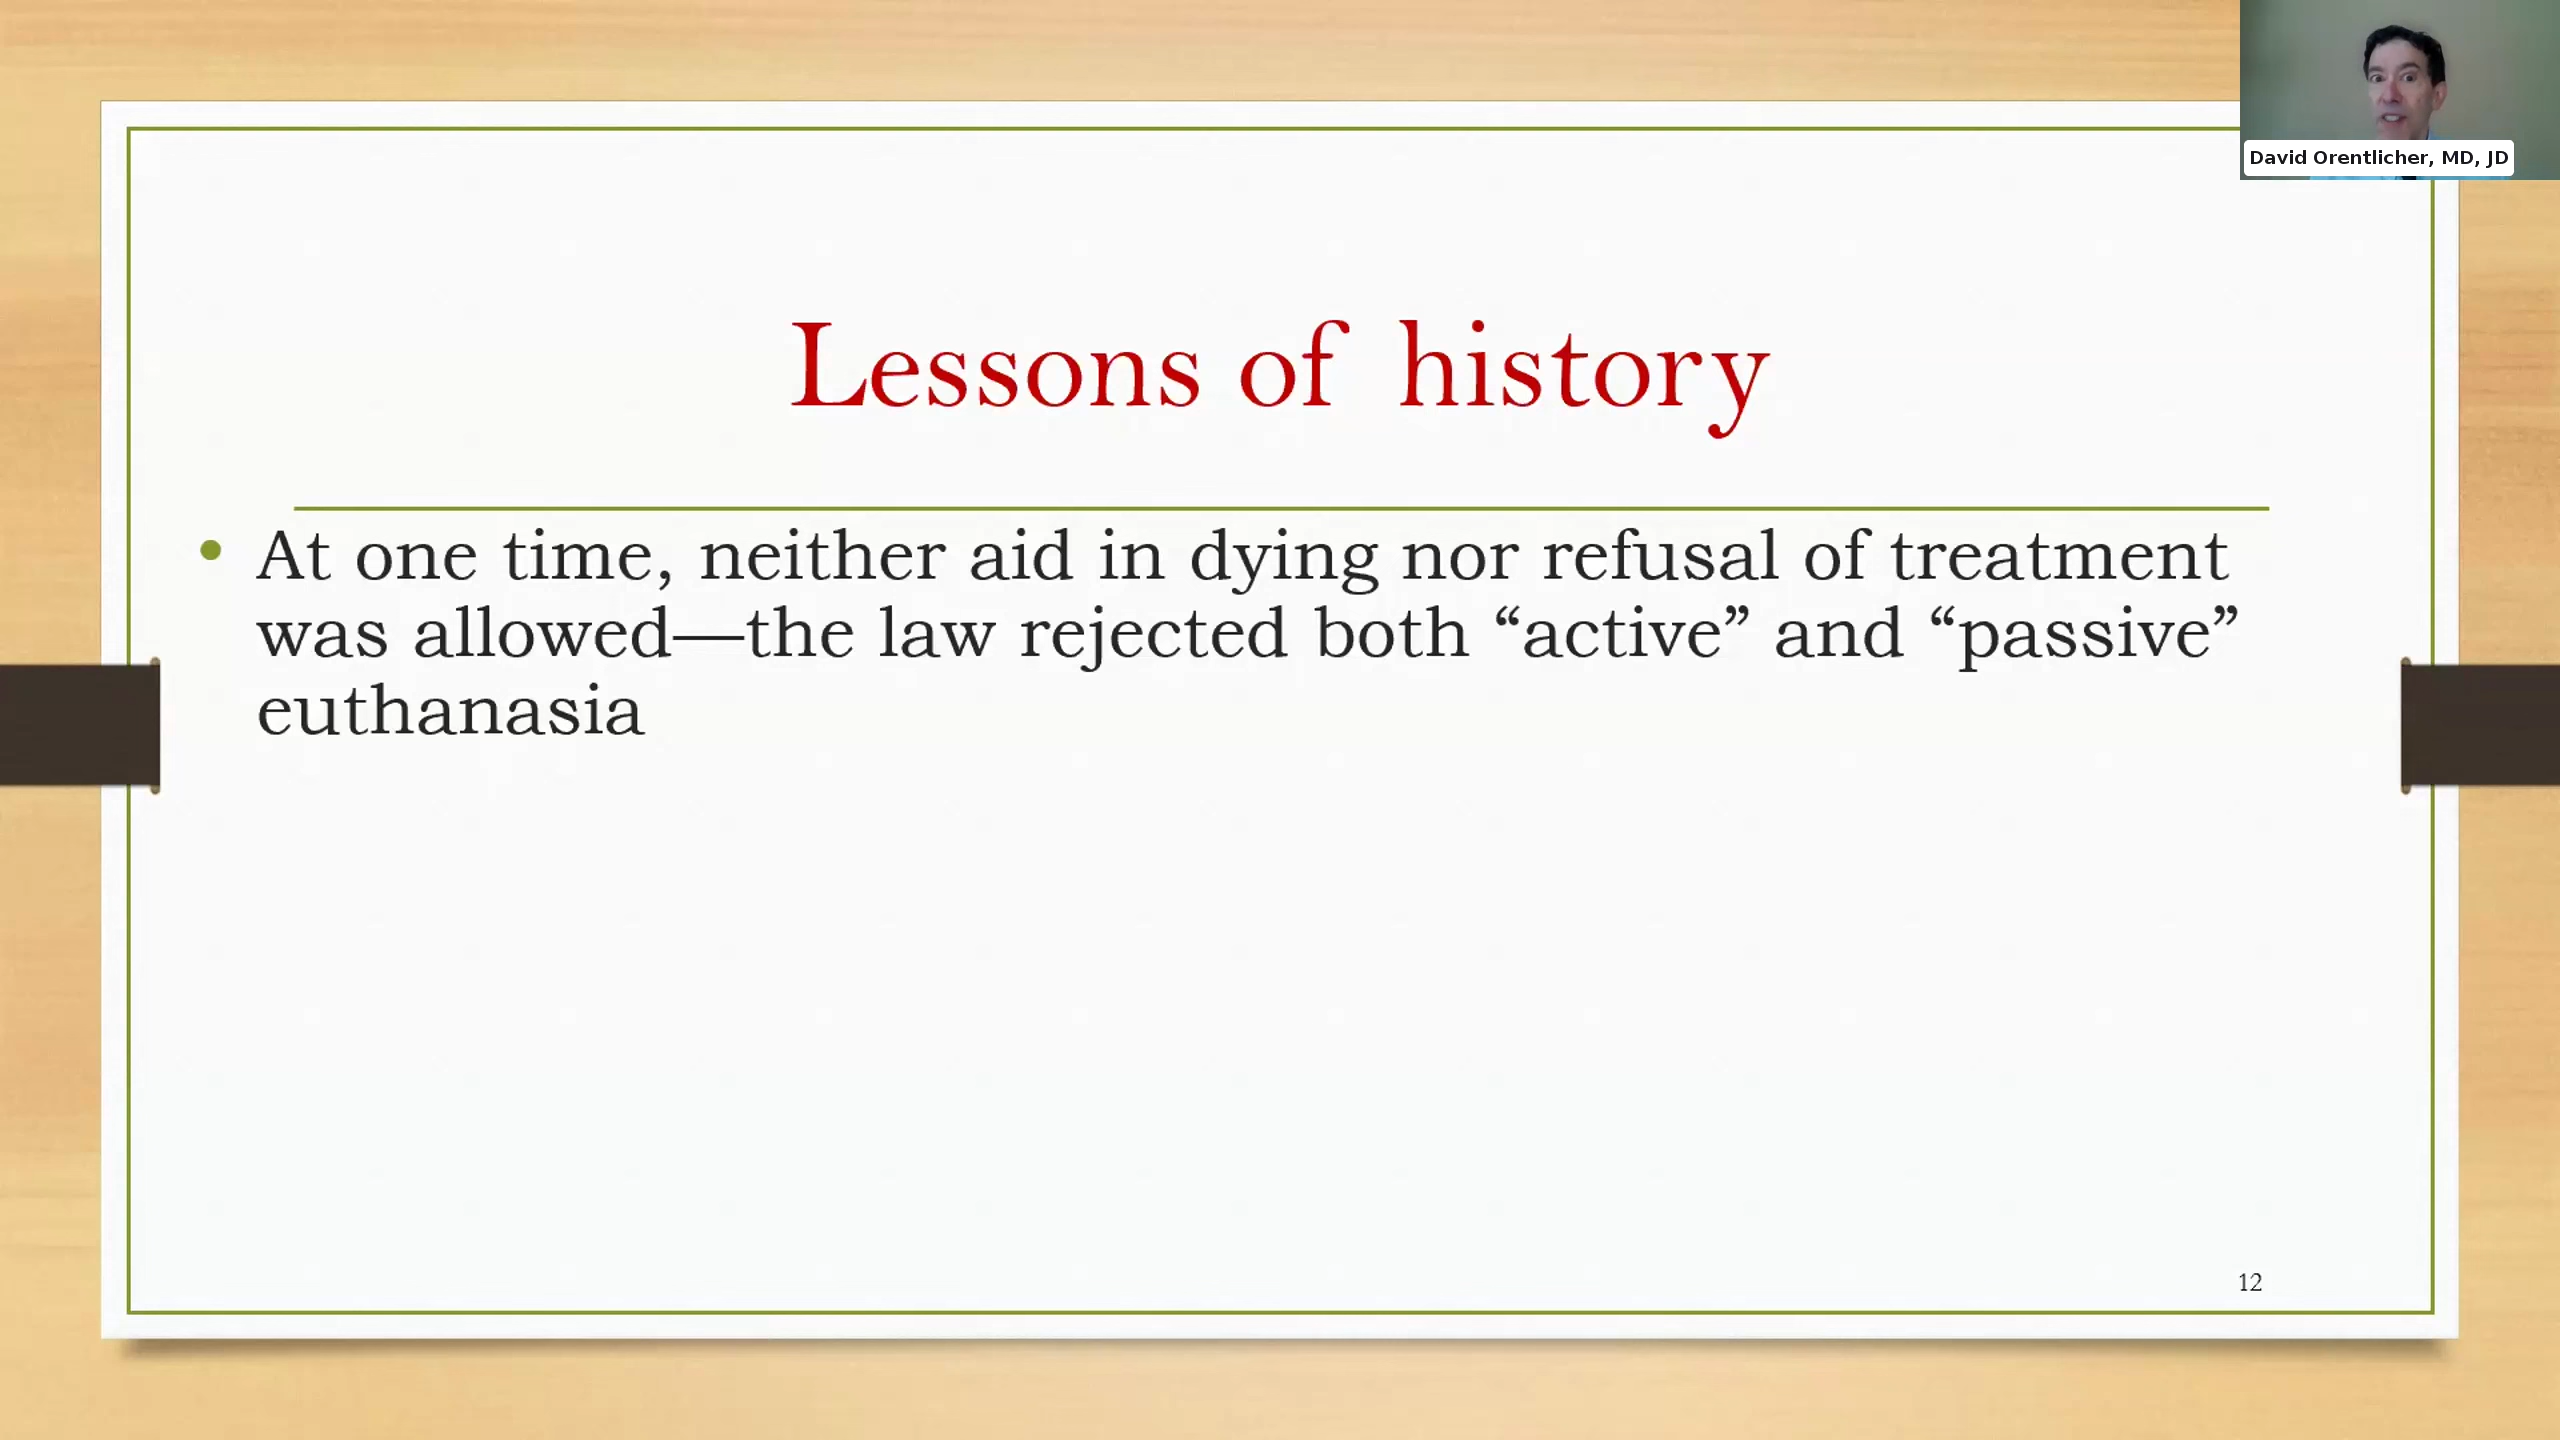 David Orentlicher, MD, JD
Lessons of history
• At one time, neither aid in dying nor refusal of treatment
was allowed—the law rejected both “active” and “passive”
euthanasia
12